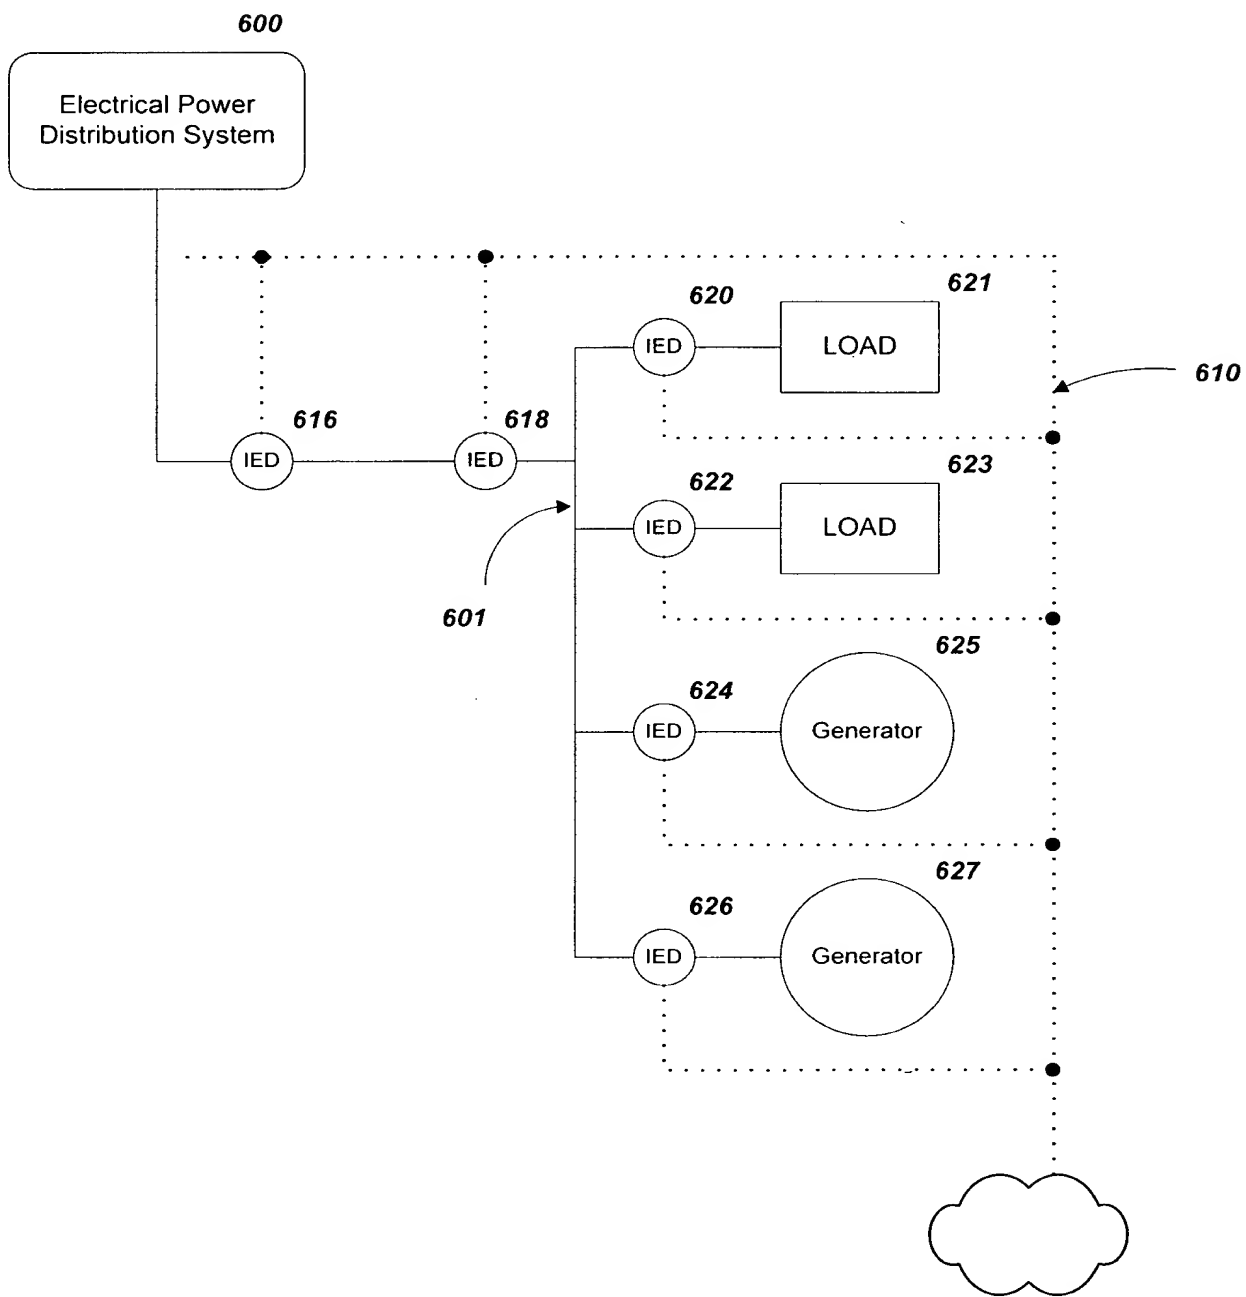 600
Electrical Power
Distribution System
621
620
IED
LOAD
610
616
618
IED
IED
623
622
IED
LOAD
601
625
624
IED
Generator
627
626
IED
Generator